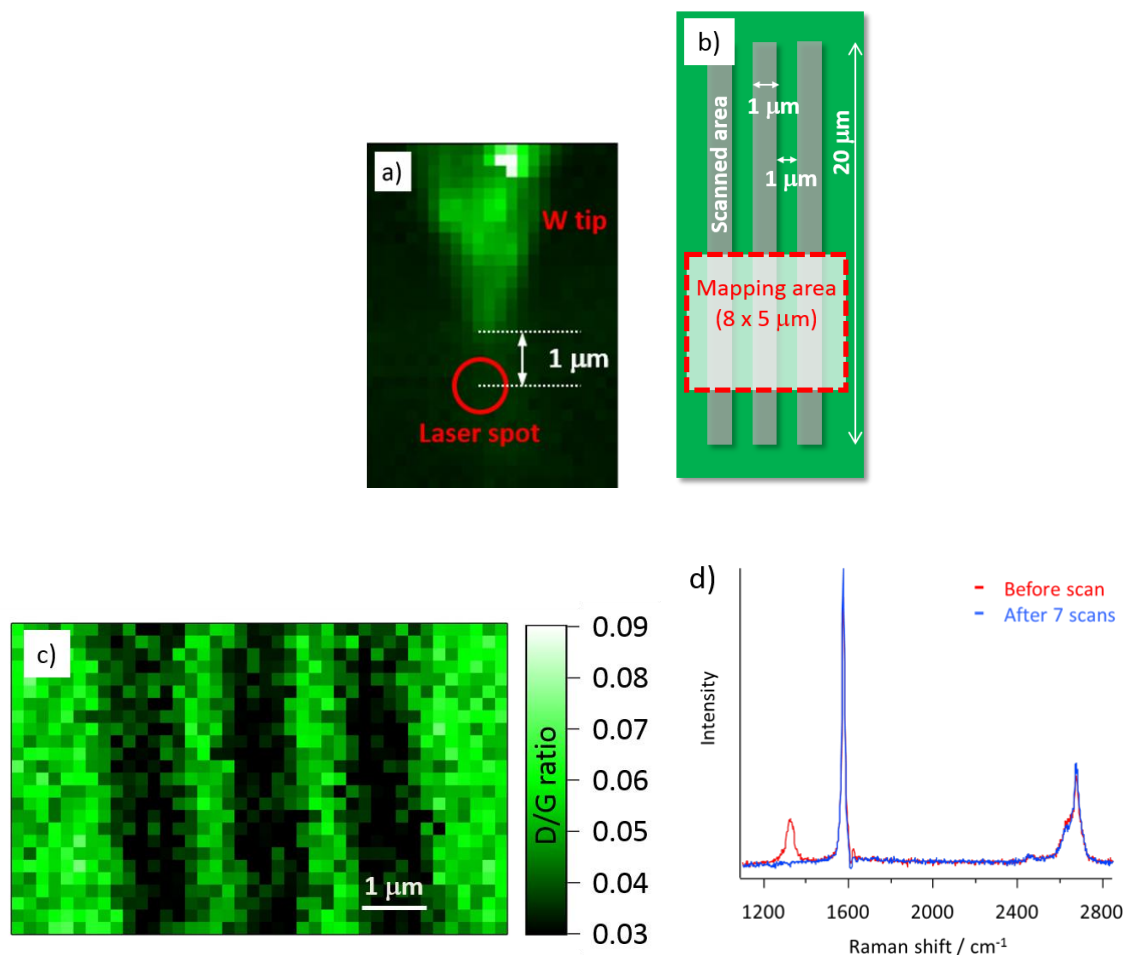 a)
W tip
1 μm
Laser spot
b)
Scanned area
1 μm
1 μm
20 μm
Mapping area
(8 x 5 μm)
c)
1 μm
D/G ratio
0.09
0.08
0.07
0.06
0.05
0.04
0.03
d)
Before scan
After 7 scans
Intensity
1200 1600 2000 2400 2800
Raman shift / cm⁻¹